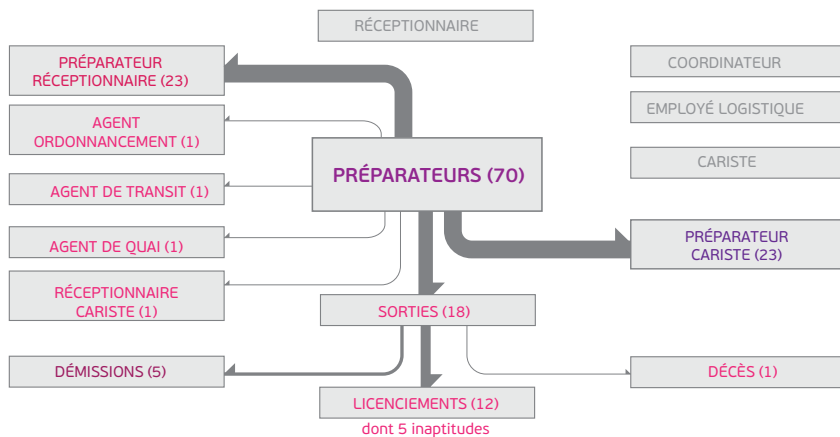 RÉCEPTIONNAIRE
PRÉPARATEUR
RÉCEPTIONNAIRE (23)
COORDINATEUR
AGENT
ORDONNANCEMENT (1)
EMPLOYÉ LOGISTIQUE
PRÉPARATEURS (70)
CARISTE
AGENT DE TRANSIT (1)
AGENT DE QUAI (1)
PRÉPARATEUR
CARISTE (23)
RÉCEPTIONNAIRE
CARISTE (1)
SORTIES (18)
DÉMISSIONS (5)
DÉCÈS (1)
LICENCIEMENTS (12)
dont 5 inaptitudes